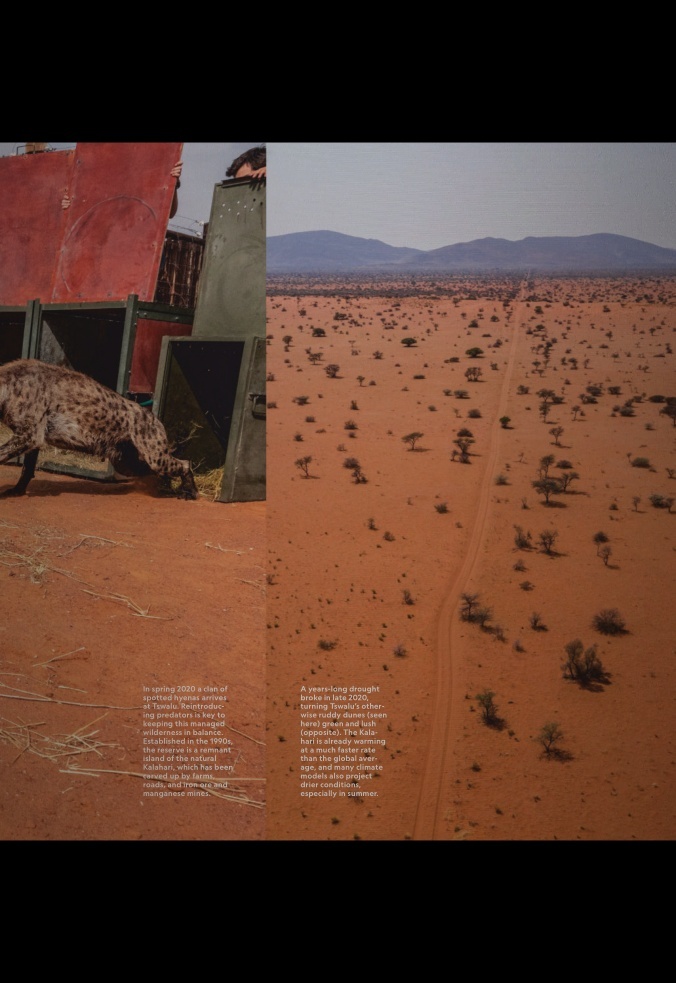 In spring 2020 a clan of
spotted hyenas arrives
at Tswalu. Reintroduc-
ing predators is key to
keeping this managed
wilderness in balance.
Established in the 1990s,
the reserve is a remnant
island of the natural
Kalahari, which has been
carved up by farms,
roads, and iron ore and
manganese mines.
A years-long drought
broke in late 2020,
turning Tswalu's other-
wise ruddy dunes (seen
here) green and lush
(opposite). The Kala-
hari is already warming
at a much faster rate
than the global aver-
age, and many climate
models also project
drier conditions,
especially in summer.